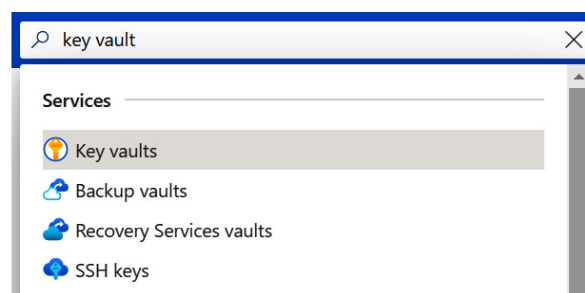 key vault
Services
Key vaults
Backup vaults
Recovery Services vaults
SSH keys